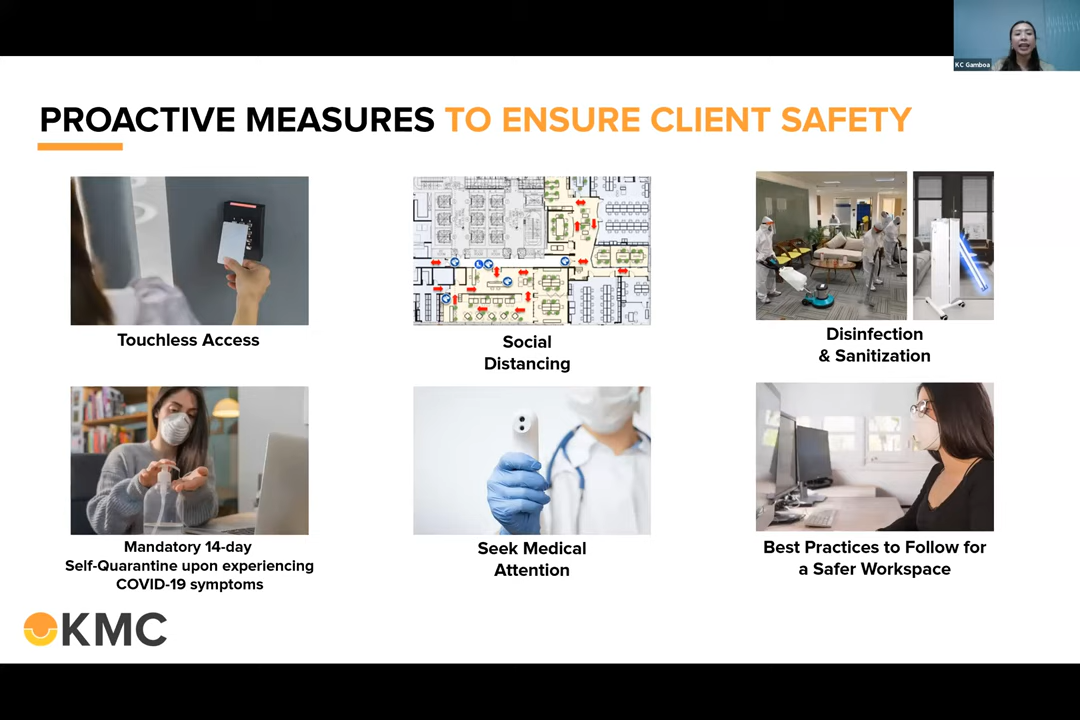 KC Gamboa
PROACTIVE MEASURES TO ENSURE CLIENT SAFETY
Touchless Access
Social
Distancing
Disinfection
& Sanitization
Mandatory 14-day
Self-Quarantine upon experiencing
COVID-19 symptoms
Seek Medical
Attention
Best Practices to Follow for
a Safer Workspace
KMC